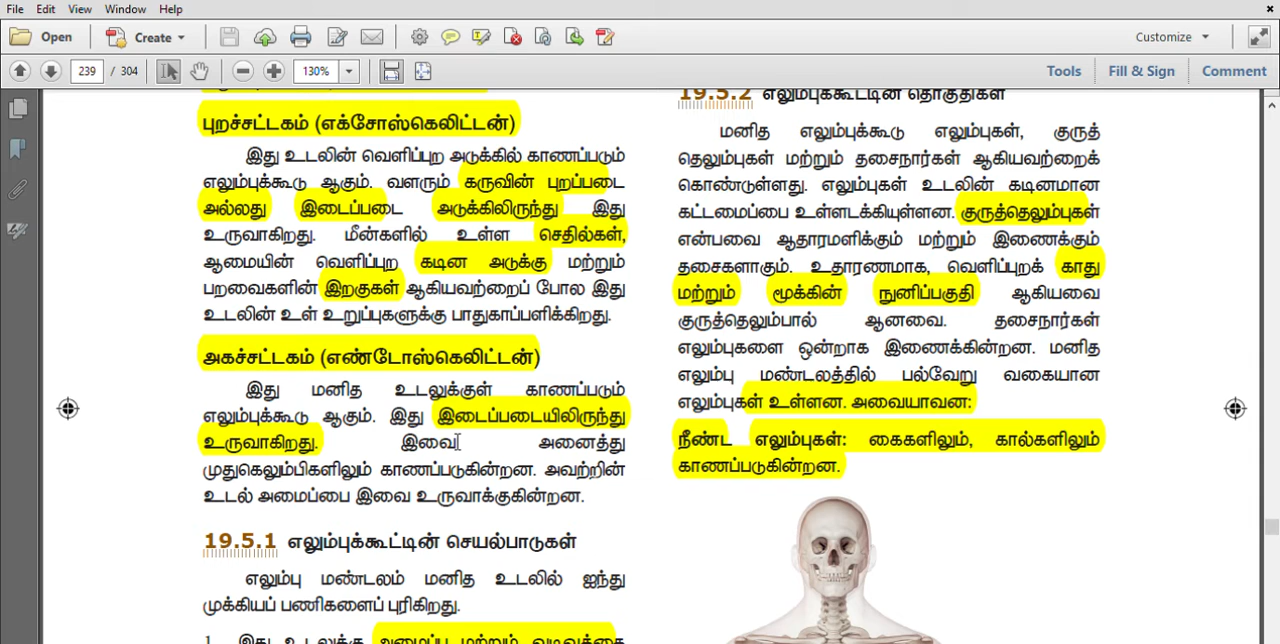 File Edit View Window Help
Open Create Customize
239 / 304 130% Tools Fill & Sign Comment
புறச்சட்டகம் (எக்சோஸ்கெலிட்டன்)
இது உடலின் வெளிப்புற அடுக்கில் காணப்படும்
எலும்புக்கூடு ஆகும். வளரும் கருவின் புறப்படை
அல்லது இடைப்படை அடுக்கிலிருந்து இது
உருவாகிறது. மீன்களில் உள்ள செதில்கள்,
ஆமையின் வெளிப்புற கடின அடுக்கு மற்றும்
பறவைகளின் இறகுகள் ஆகியவற்றைப் போல இது
உடலின் உள் உறுப்புகளுக்கு பாதுகாப்பளிக்கிறது.
அகச்சட்டகம் (எண்டோஸ்கெலிட்டன்)
இது மனித உடலுக்குள் காணப்படும்
எலும்புக்கூடு ஆகும். இது இடைப்படையிலிருந்து
உருவாகிறது. இவை அனைத்து
முதுகெலும்பிகளிலும் காணப்படுகின்றன. அவற்றின்
உடல் அமைப்பை இவை உருவாக்குகின்றன.
19.5.1 எலும்புக்கூட்டின் செயல்பாடுகள்
எலும்பு மண்டலம் மனித உடலில் ஐந்து
முக்கியப் பணிகளைப் புரிகிறது.
1. இது உடலுக்கு அமைப்பு மற்றும் வடிவத்தை
19.5.2 எலும்புக்கூட்டின் தொகுதிகள்
மனித எலும்புக்கூடு எலும்புகள், குருத்
தெலும்புகள் மற்றும் தசைநார்கள் ஆகியவற்றைக்
கொண்டுள்ளது. எலும்புகள் உடலின் கடினமான
கட்டமைப்பை உள்ளடக்கியுள்ளன. குருத்தெலும்புகள்
என்பவை ஆதாரமளிக்கும் மற்றும் இணைக்கும்
தசைகளாகும். உதாரணமாக, வெளிப்புறக் காது
மற்றும் மூக்கின் நுனிப்பகுதி ஆகியவை
குருத்தெலும்பால் ஆனவை. தசைநார்கள்
எலும்புகளை ஒன்றாக இணைக்கின்றன. மனித
எலும்பு மண்டலத்தில் பல்வேறு வகையான
எலும்புகள் உள்ளன. அவையாவன:
நீண்ட எலும்புகள்: கைகளிலும், கால்களிலும்
காணப்படுகின்றன.